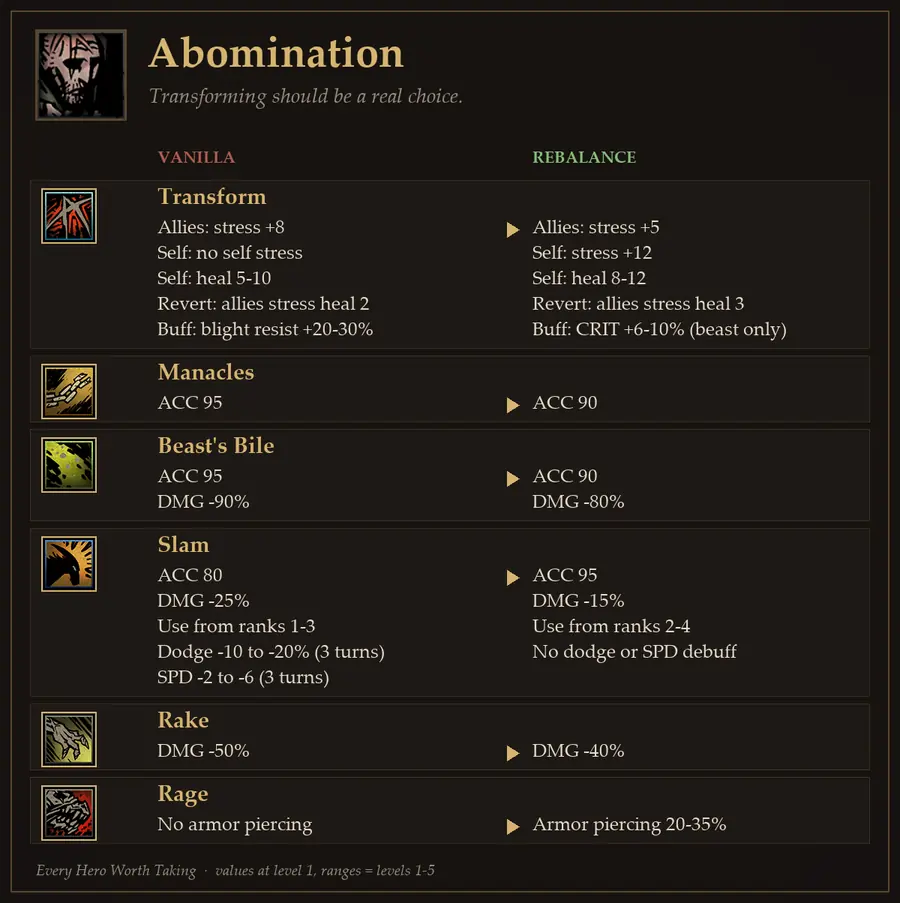 Abomination
Transforming should be a real choice.
VANILLA
REBALANCE
Transform
Allies: stress +8
Allies: stress +5
Self: no self stress
Self: stress +12
Self: heal 5-10
Self: heal 8-12
Revert: allies stress heal 2
Revert: allies stress heal 3
Buff: blight resist +20-30%
Buff: CRIT +6-10% (beast only)
Manacles
ACC 95
ACC 90
Beast's Bile
ACC 95
ACC 90
DMG -90%
DMG -80%
Slam
ACC 80
ACC 95
DMG -25%
DMG -15%
Use from ranks 1-3
Use from ranks 2-4
Dodge -10 to -20% (3 turns)
No dodge or SPD debuff
SPD -2 to -6 (3 turns)
Rake
DMG -50%
DMG -40%
Rage
No armor piercing
Armor piercing 20-35%
Every Hero Worth Taking · values at level 1, ranges = levels 1-5